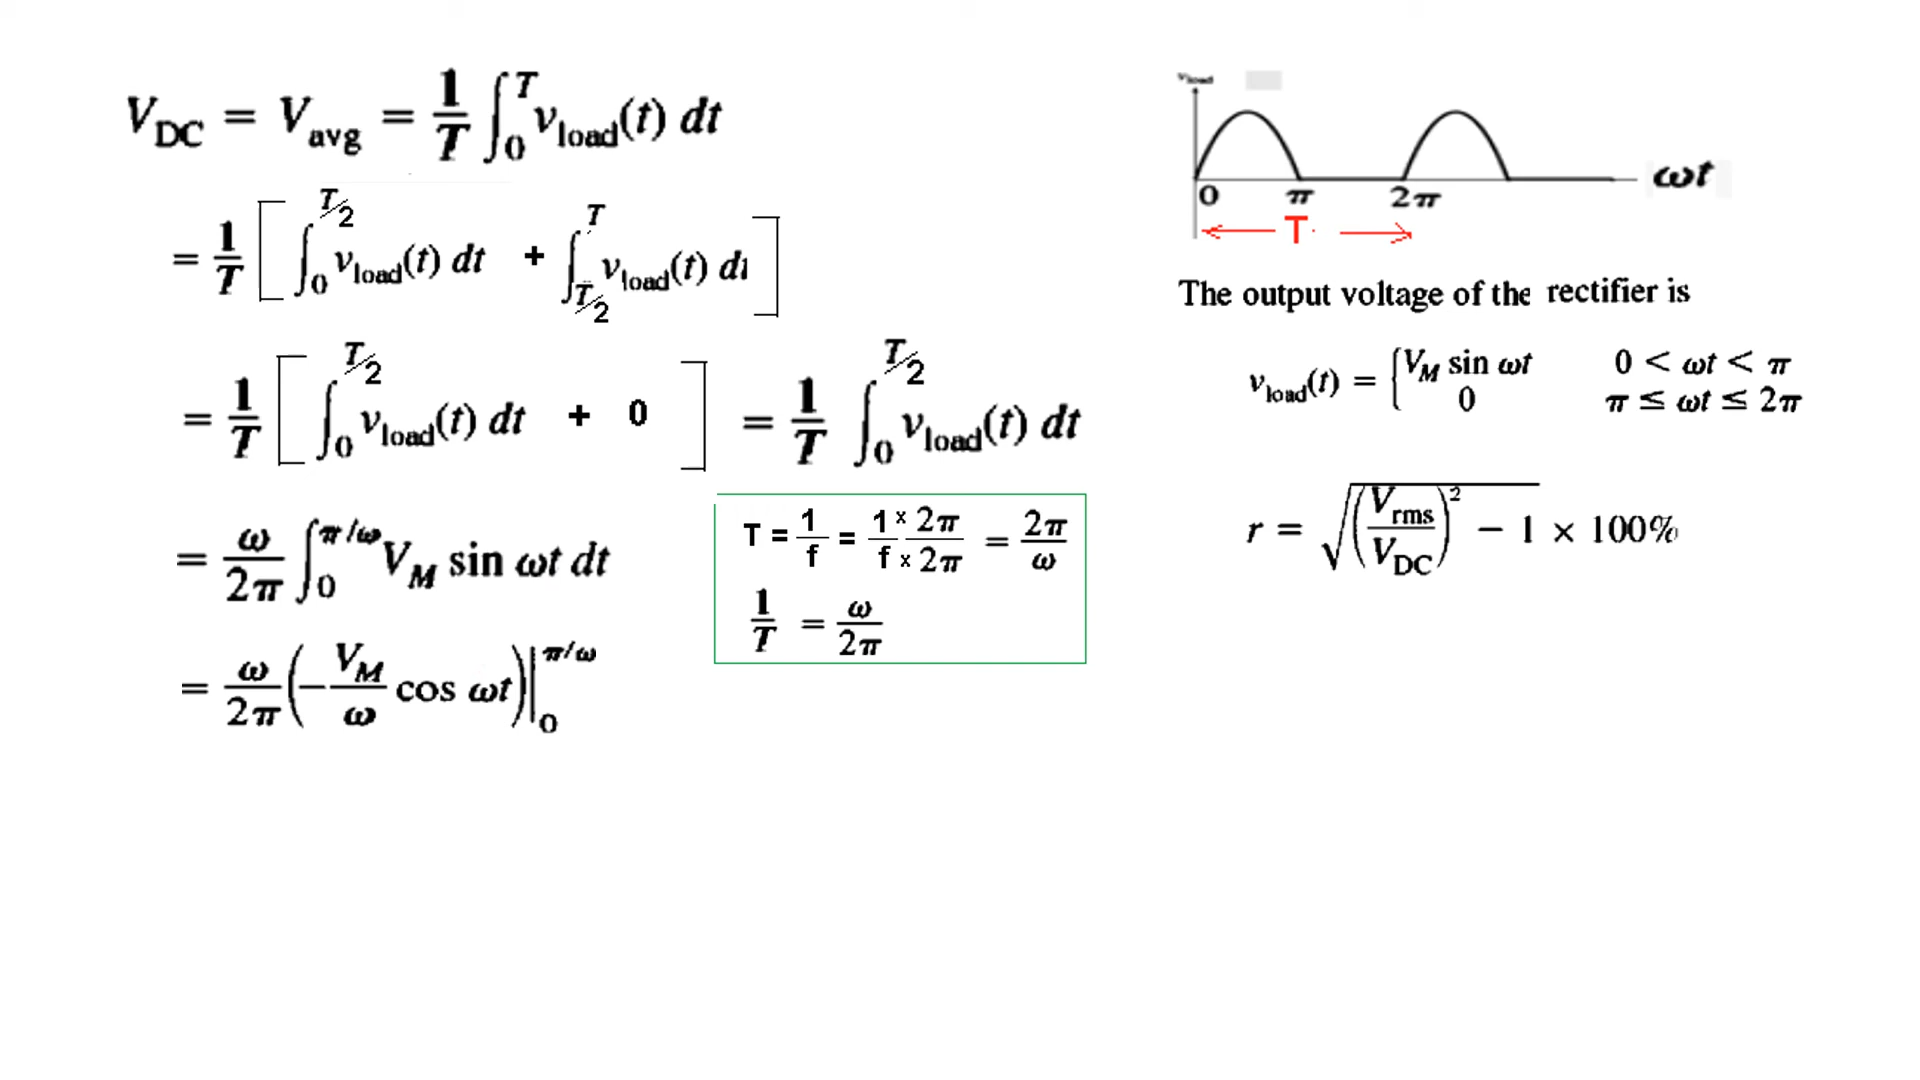 V_DC = V_avg = 1/T ∫_0^T v_load(t) dt
= 1/T [ ∫_0^{T/2} v_load(t) dt + ∫_{T/2}^T v_load(t) dt ]
= 1/T [ ∫_0^{T/2} v_load(t) dt + 0 ] = 1/T ∫_0^{T/2} v_load(t) dt
= ω/2π ∫_0^{π/ω} V_M sin ωt dt
= ω/2π (−V_M/ω cos ωt)|_0^{π/ω}
T = 1/f = 1 × 2π / f × 2π = 2π/ω
1/T = ω/2π
v_load
ωt
0 π 2π
T
The output voltage of the rectifier is
v_load(t) = { V_M sin ωt 0 < ωt < π
0 π ≤ ωt ≤ 2π
r = √((V_rms/V_DC)² − 1) × 100%